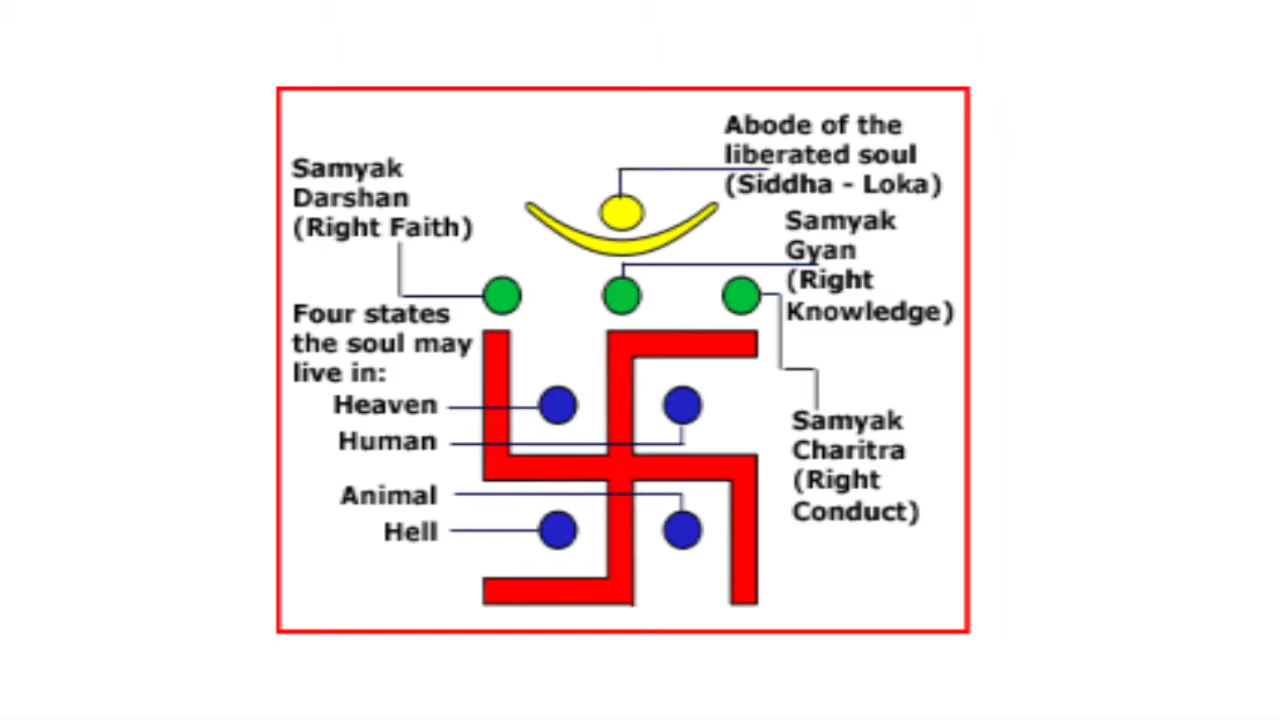 Abode of the
liberated soul
(Siddha - Loka)
Samyak
Darshan
(Right Faith)
Samyak
Gyan
(Right
Knowledge)
Four states
the soul may
live in:
Heaven
Human
Animal
Hell
Samyak
Charitra
(Right
Conduct)